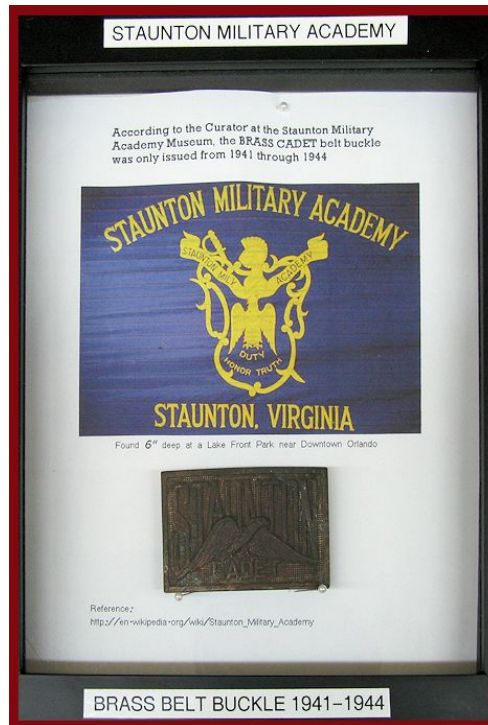 STAUNTON MILITARY ACADEMY
According to the Curator at the Staunton Military
Academy Museum, the BRASS CADET belt buckle
was only issued from 1941 through 1944
STAUNTON MILITARY ACADEMY
STAUNTON MILY ACADEMY
DUTY
HONOR TRUTH
STAUNTON, VIRGINIA
Found 6" deep at a Lake Front Park near Downtown Orlando
STAUNTON
CADET
Reference:
http://en-wikipedia-org/wiki/Staunton_Military_Academy
BRASS BELT BUCKLE 1941-1944